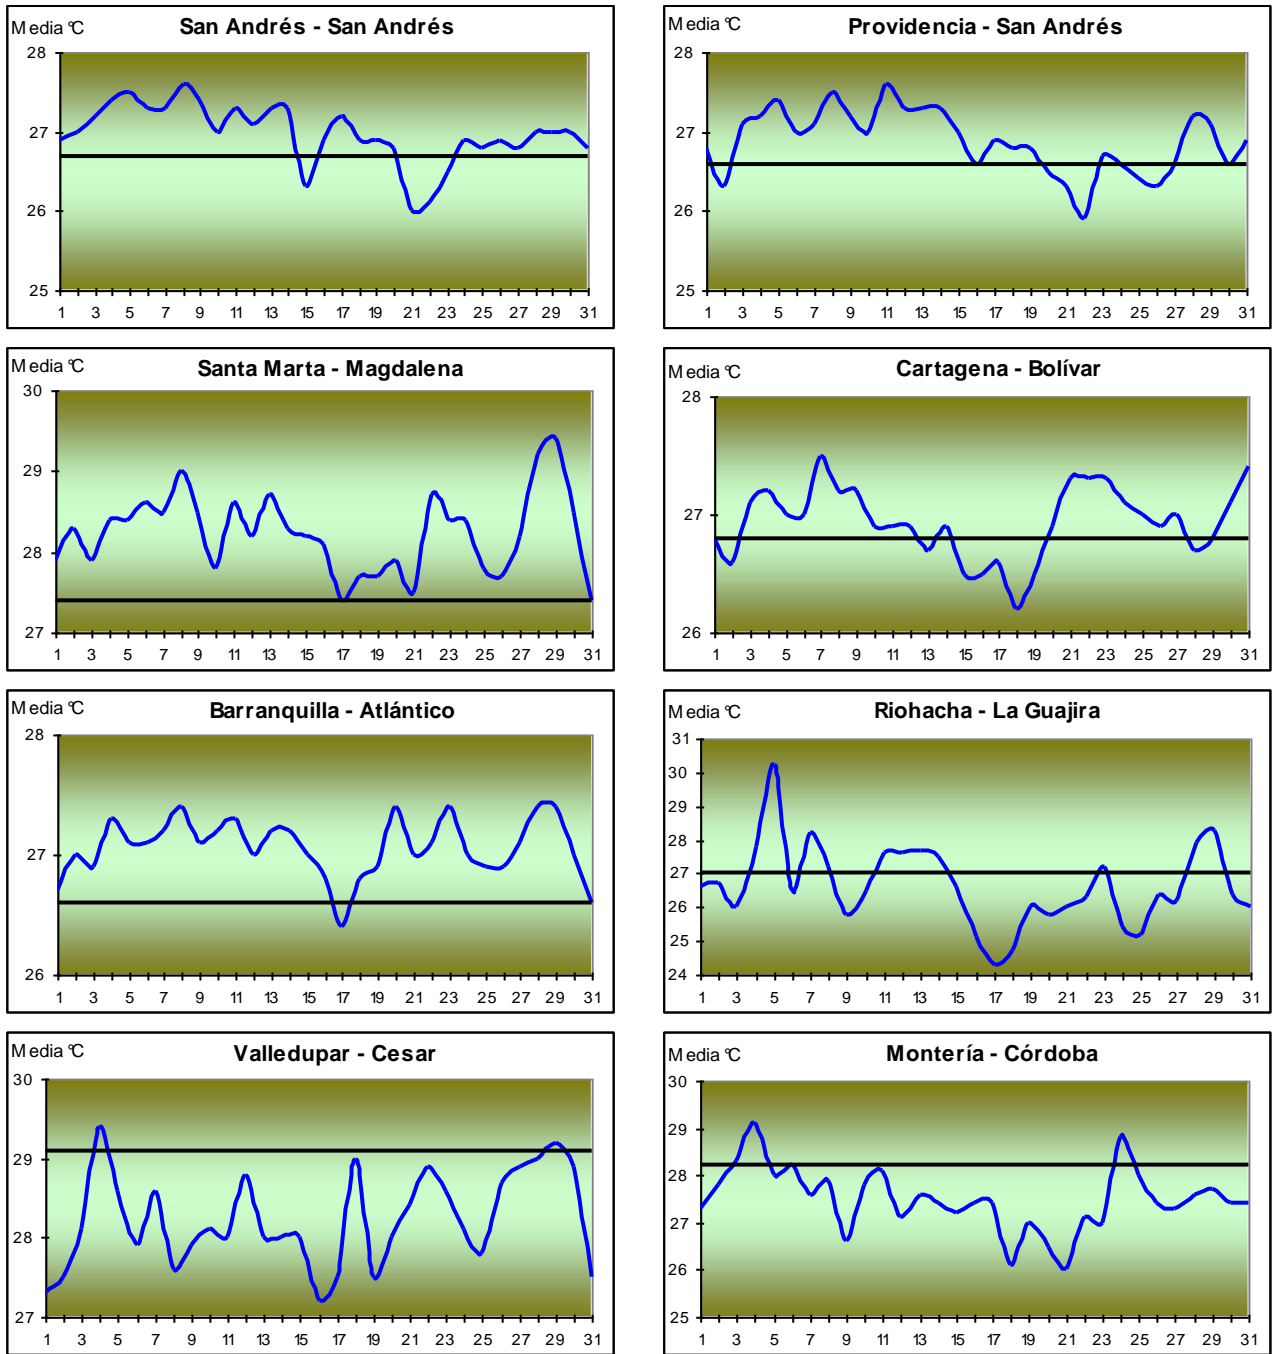 Media °C San Andrés - San Andrés
28
27
26
25
1 3 5 7 9 11 13 15 17 19 21 23 25 27 29 31
Media °C Providencia - San Andrés
28
27
26
25
1 3 5 7 9 11 13 15 17 19 21 23 25 27 29 31
Media °C Santa Marta - Magdalena
30
29
28
27
1 3 5 7 9 11 13 15 17 19 21 23 25 27 29 31
Media °C Cartagena - Bolívar
28
27
26
1 3 5 7 9 11 13 15 17 19 21 23 25 27 29 31
Media °C Barranquilla - Atlántico
28
27
26
1 3 5 7 9 11 13 15 17 19 21 23 25 27 29 31
Media °C Riohacha - La Guajira
31
30
29
28
27
26
25
24
1 3 5 7 9 11 13 15 17 19 21 23 25 27 29 31
Media °C Valledupar - Cesar
30
29
28
27
1 3 5 7 9 11 13 15 17 19 21 23 25 27 29 31
Media °C Montería - Córdoba
30
29
28
27
26
25
1 3 5 7 9 11 13 15 17 19 21 23 25 27 29 31